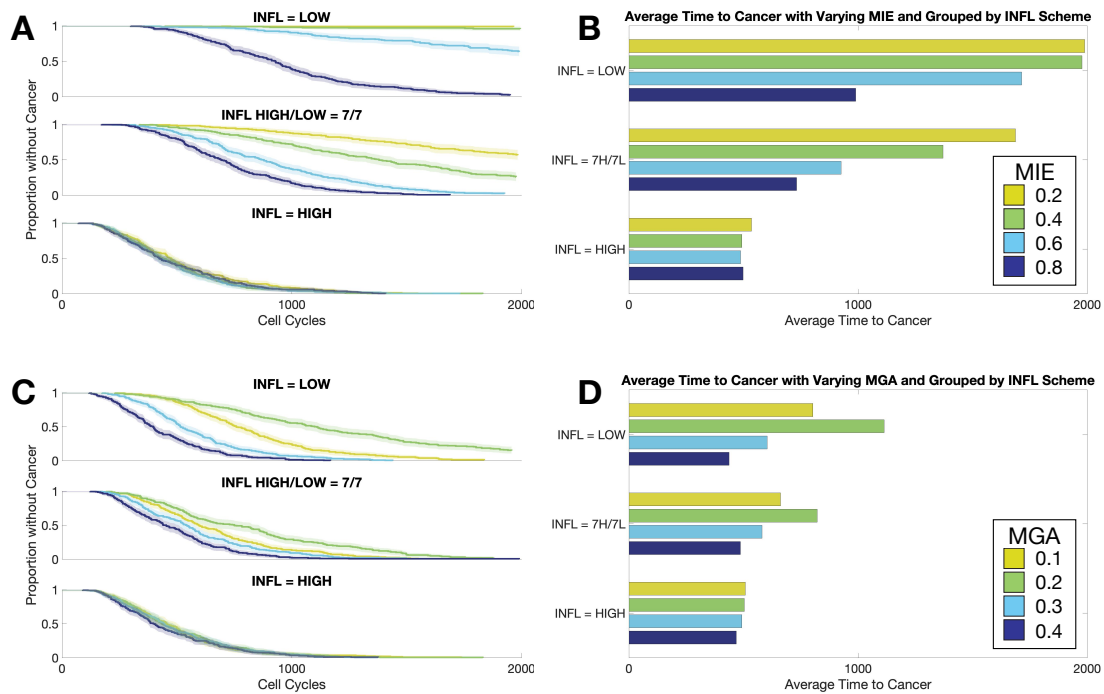 A
INFL = LOW
1
0.5
0
INFL HIGH/LOW = 7/7
1
0.5
0
INFL = HIGH
1
0.5
0
0
1000
2000
Cell Cycles
Proportion without Cancer
B
Average Time to Cancer with Varying MIE and Grouped by INFL Scheme
INFL = LOW
INFL = 7H/7L
INFL = HIGH
0
1000
2000
Average Time to Cancer
MIE
0.2
0.4
0.6
0.8
C
INFL = LOW
1
0.5
0
INFL HIGH/LOW = 7/7
1
0.5
0
INFL = HIGH
1
0.5
0
0
1000
2000
Cell Cycles
Proportion without Cancer
D
Average Time to Cancer with Varying MGA and Grouped by INFL Scheme
INFL = LOW
INFL = 7H/7L
INFL = HIGH
0
1000
2000
Average Time to Cancer
MGA
0.1
0.2
0.3
0.4